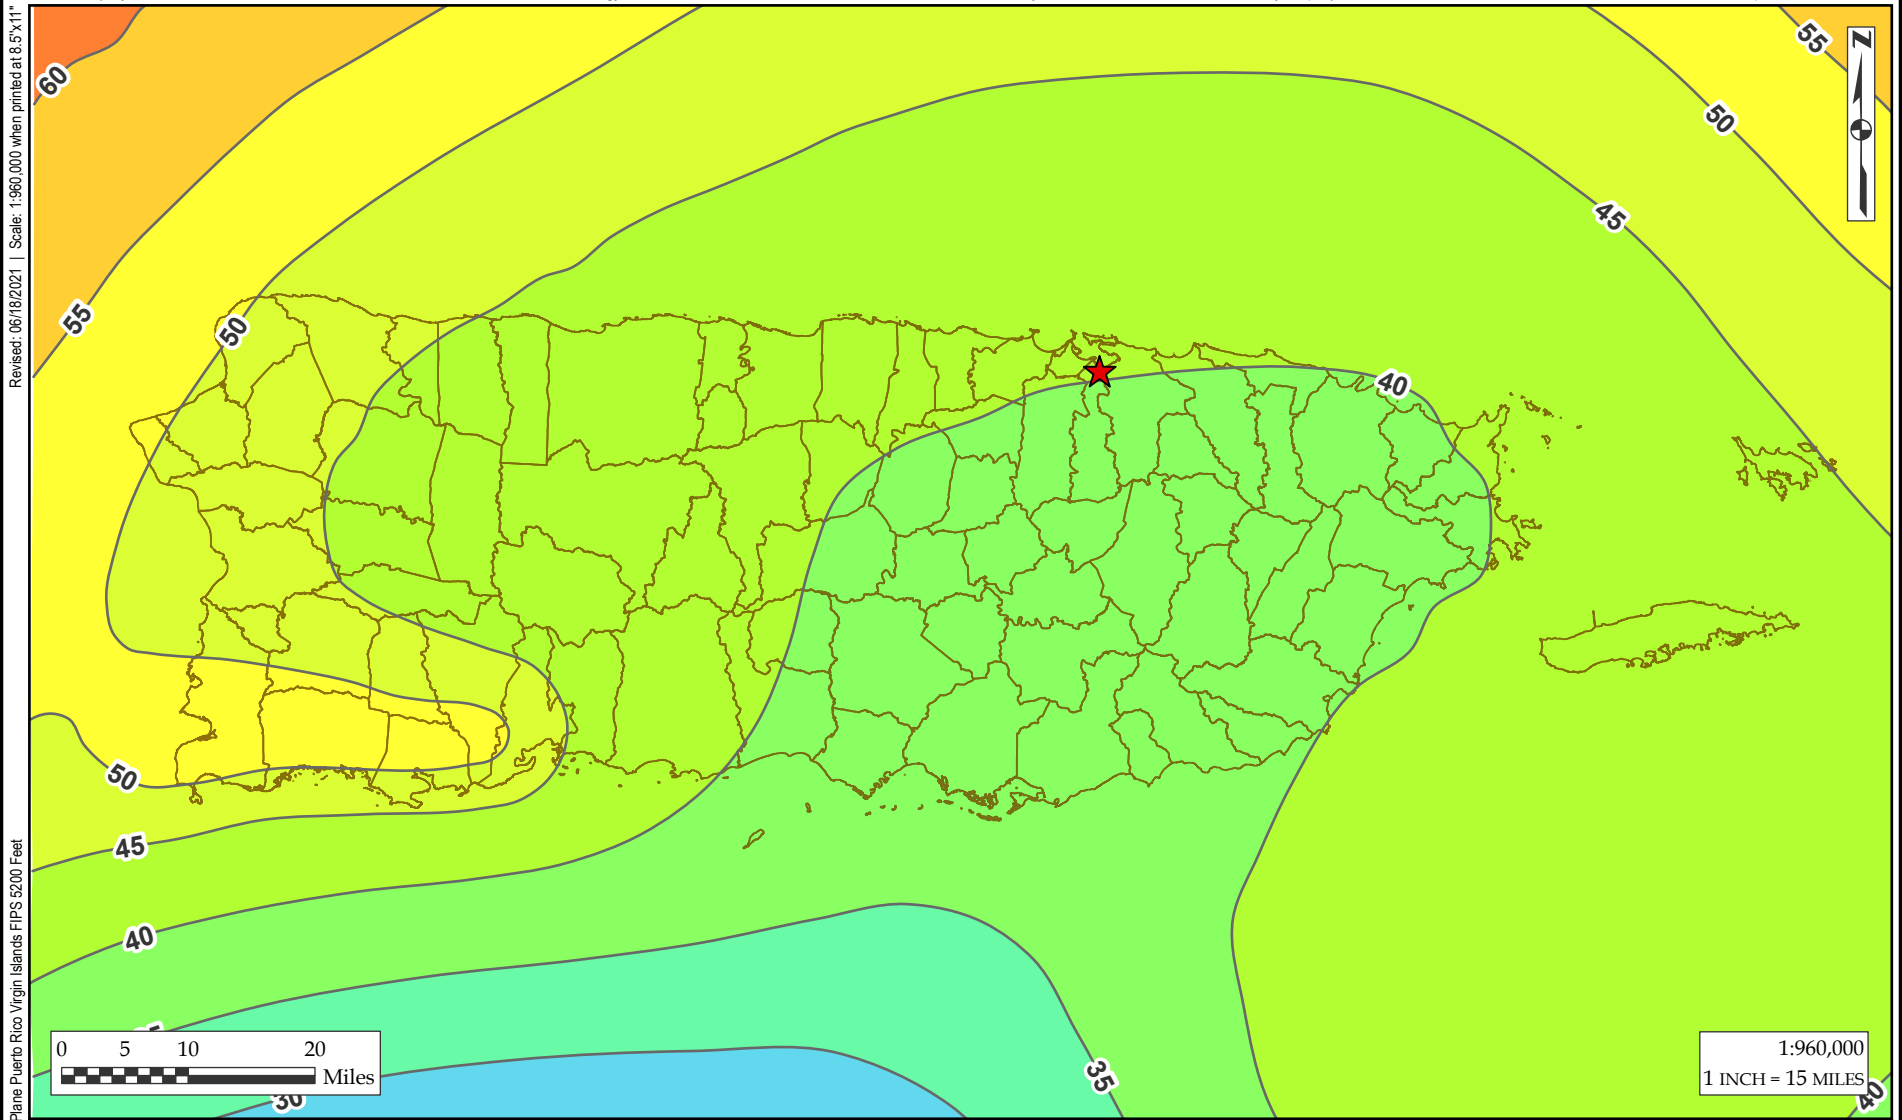 Revised: 06/18/2021 | Scale: 1:960,000 when printed at 8.5"x11"
Plane Puerto Rico Virgin Islands FIPS 5200 Feet
60
55
50
55
50
45
40
50
45
40
35
30
35
40
N
0 5 10 20
Miles
1:960,000
1 INCH = 15 MILES